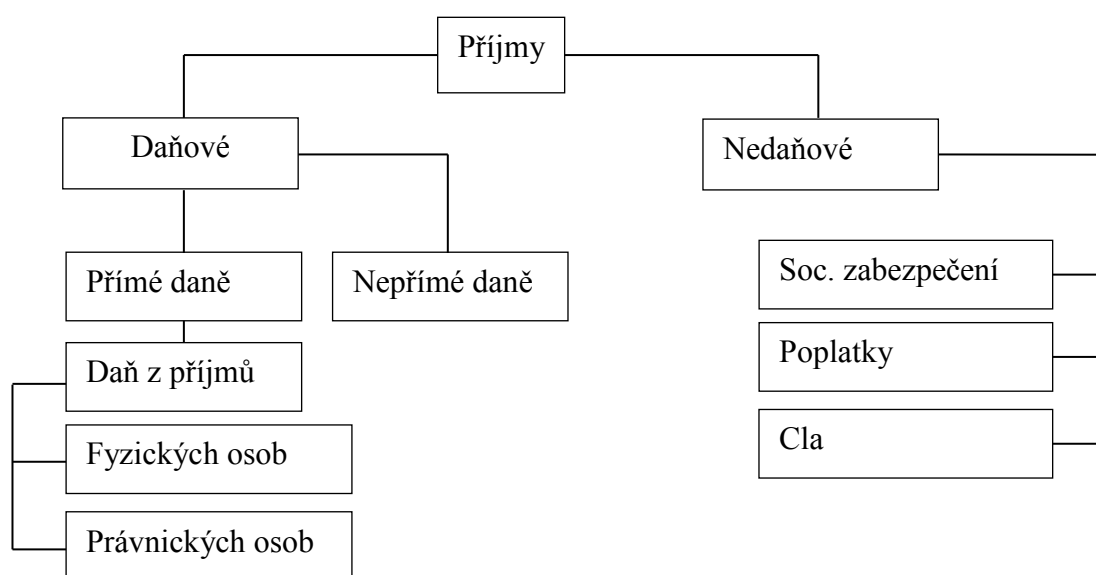 Příjmy
Daňové
Nedaňové
Přímé daně
Nepřímé daně
Soc. zabezpečení
Poplatky
Daň z příjmů
Cla
Fyzických osob
Právnických osob